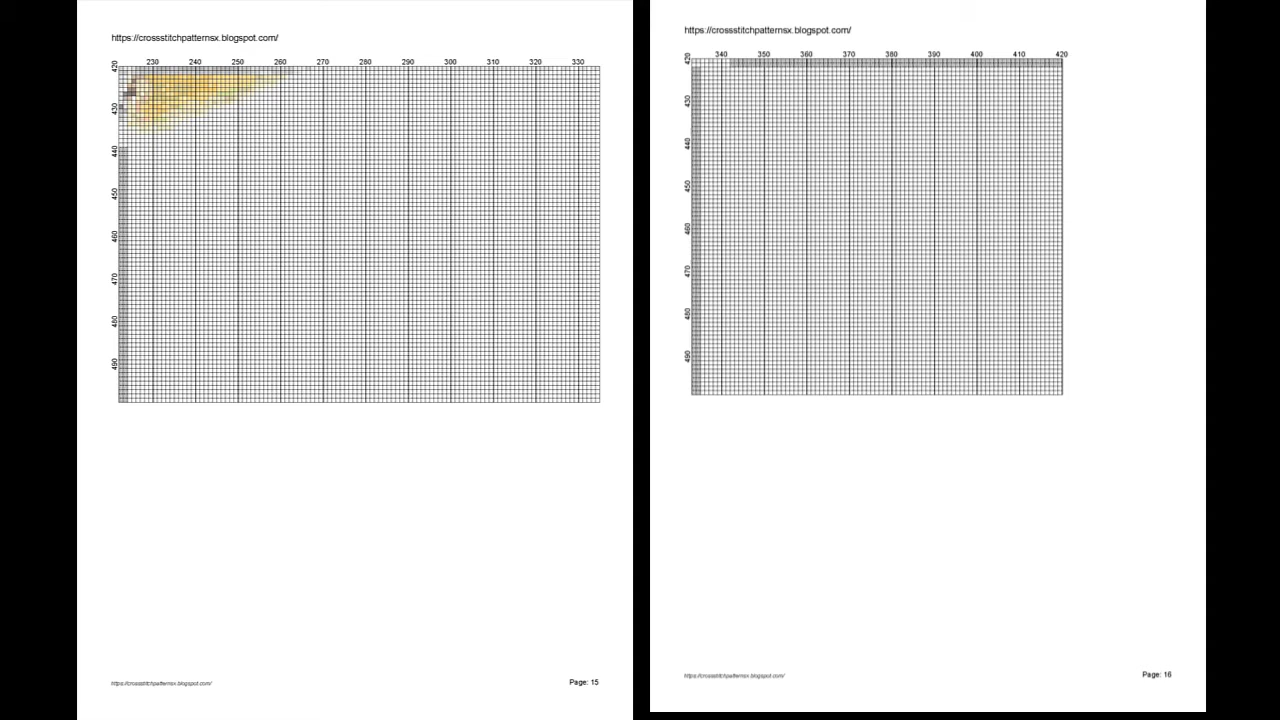 https://crossstitchpatternsx.blogspot.com/
230 240 250 260 270 280 290 300 310 320 330
420
430
440
450
460
470
480
490
https://crossstitchpatternsx.blogspot.com/
Page: 15
https://crossstitchpatternsx.blogspot.com/
340 350 360 370 380 390 400 410 420
420
430
440
450
460
470
480
490
https://crossstitchpatternsx.blogspot.com/
Page: 16